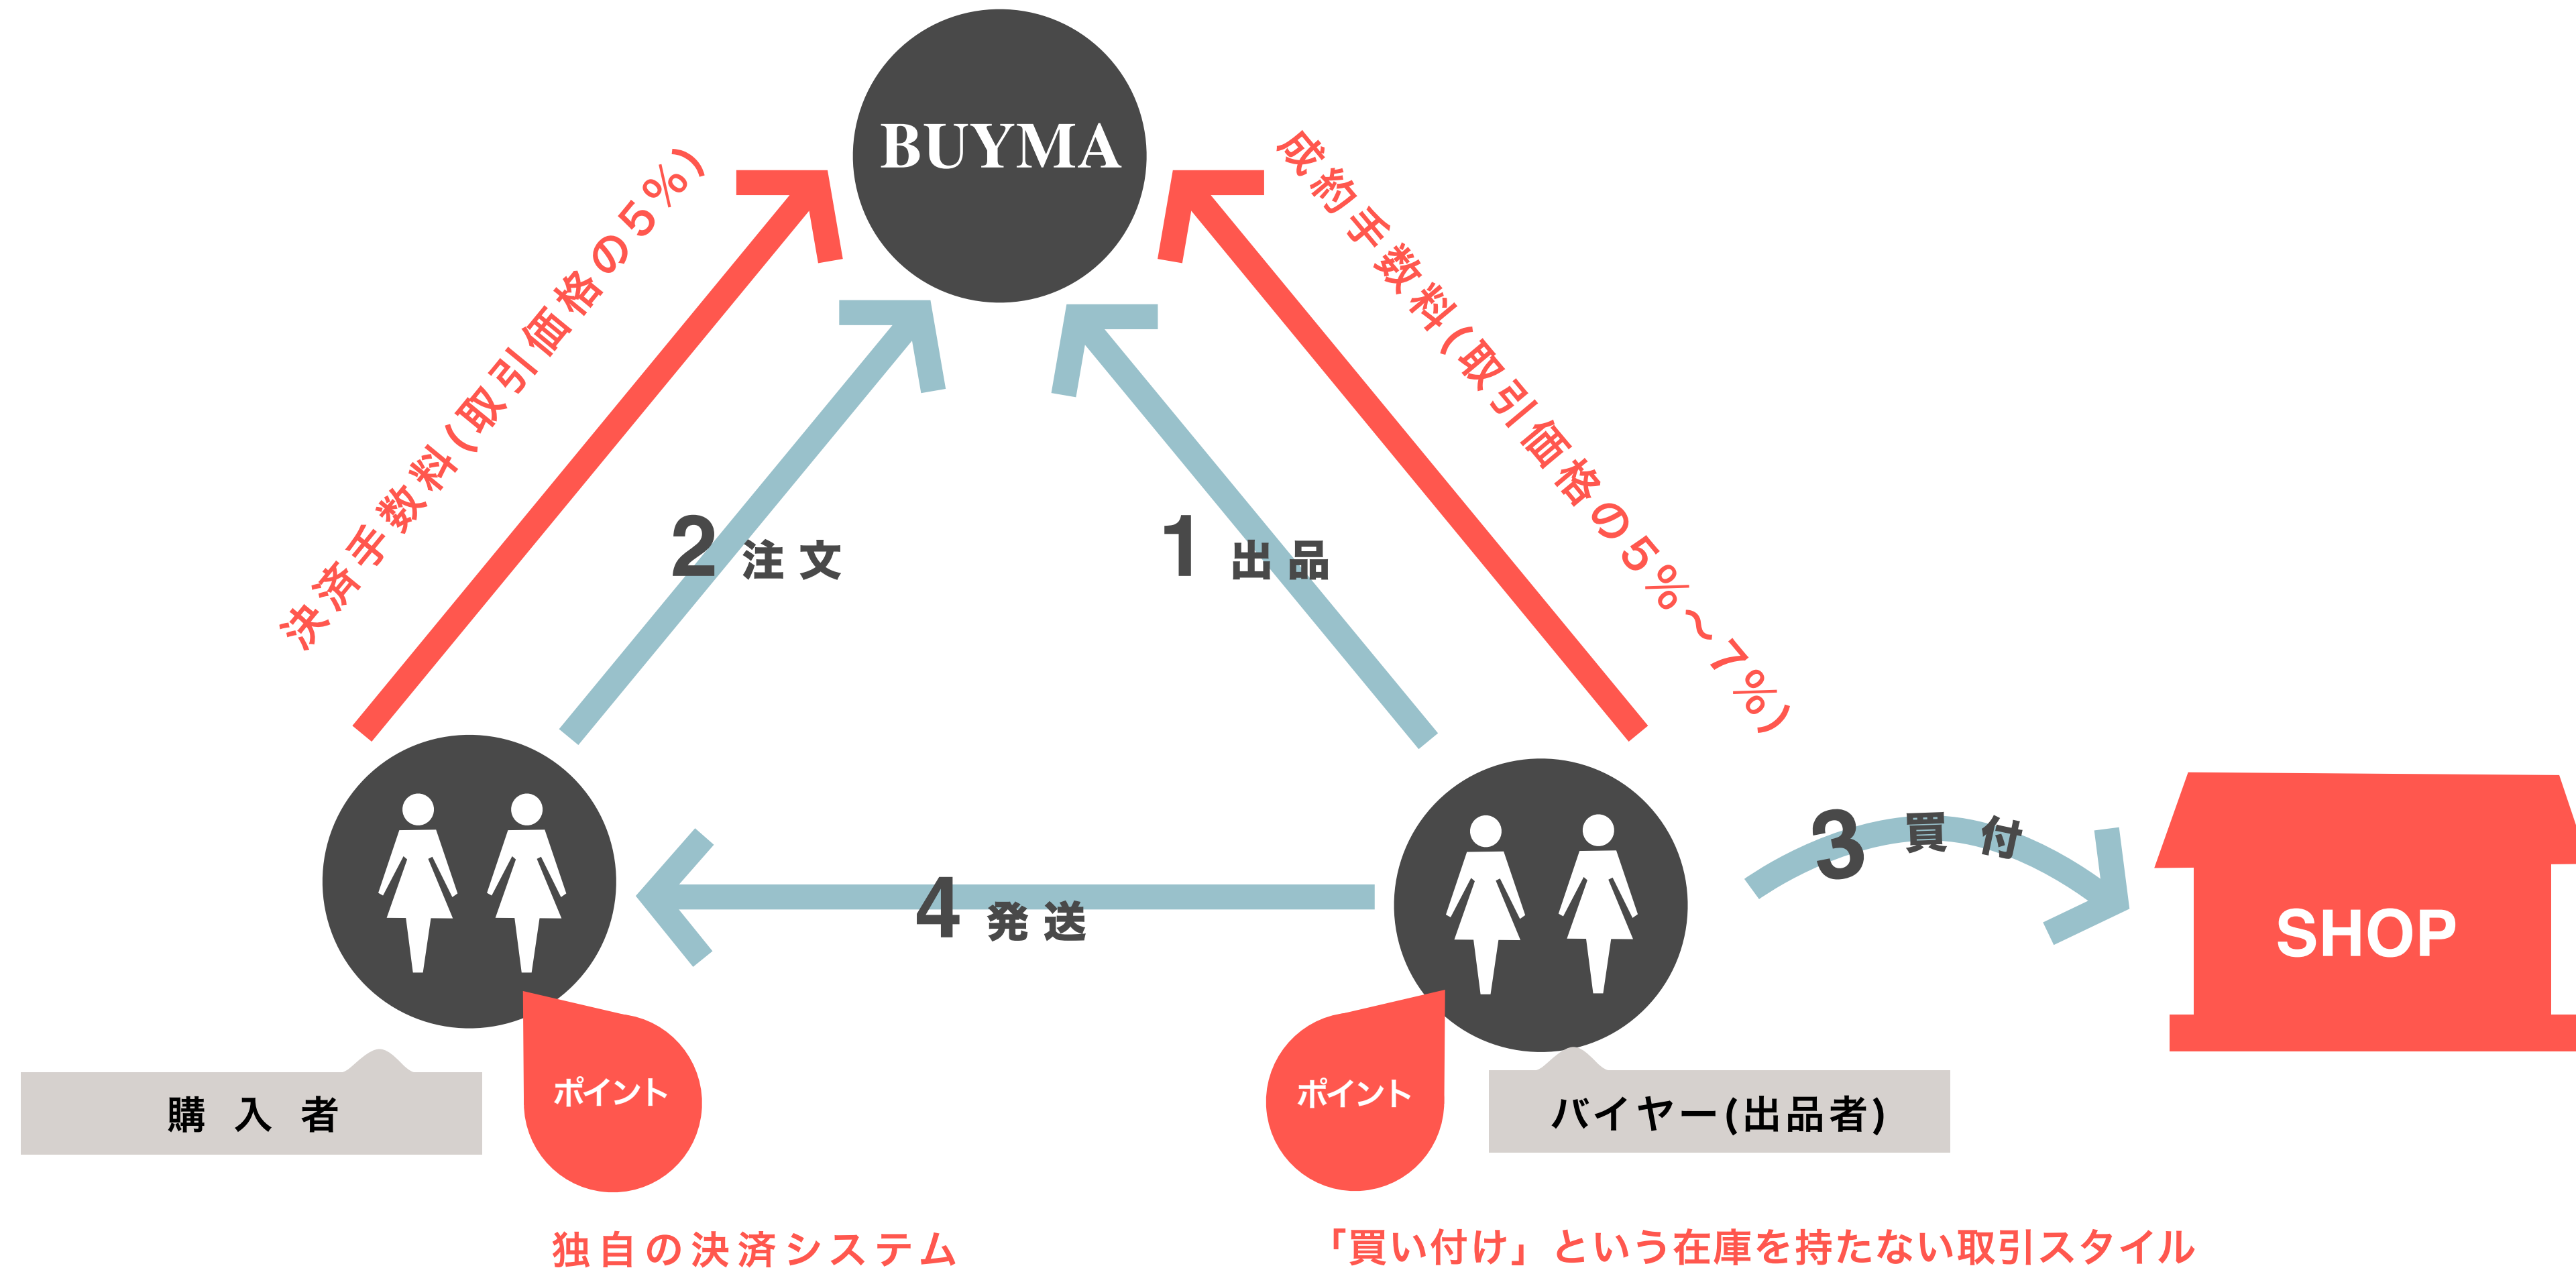 BUYMA
決済手数料(取引価格の5%)
成約手数料(取引価格の5%〜7%)
2 注文
1 出品
3 買付
4 発送
SHOP
ポイント
ポイント
購入者
バイヤー(出品者)
独自の決済システム
「買い付け」という在庫を持たない取引スタイル